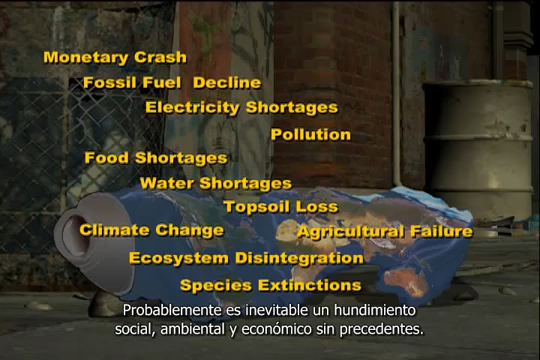 Monetary Crash
Fossil Fuel Decline
Electricity Shortages
Pollution
Food Shortages
Water Shortages
Topsoil Loss
Climate Change
Agricultural Failure
Ecosystem Disintegration
Species Extinctions
Probablemente es inevitable un hundimiento
social, ambiental y económico sin precedentes.